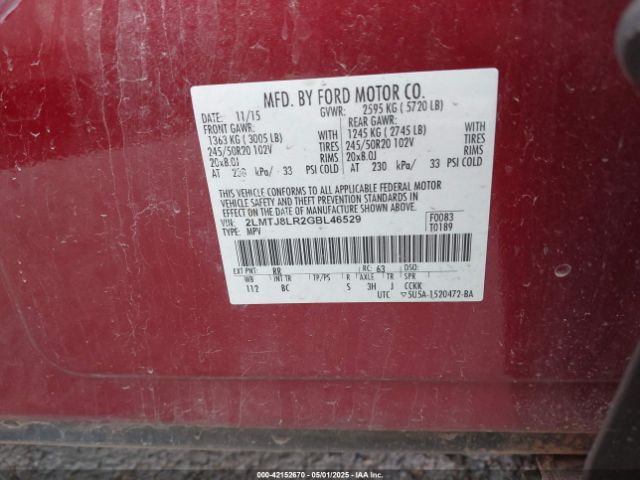 MFD. BY FORD MOTOR CO.
DATE: 11/15 GVWR: 2595 KG ( 5720 LB)
FRONT GAWR: REAR GAWR:
1363 KG ( 3005 LB) WITH 1245 KG ( 2745 LB) WITH
245/50R20 102V TIRES 245/50R20 102V TIRES
20x8.0J RIMS 20x8.0J RIMS
AT 230 kPa/ 33 PSI COLD AT 230 kPa/ 33 PSI COLD
THIS VEHICLE CONFORMS TO ALL APPLICABLE FEDERAL MOTOR
VEHICLE SAFETY AND THEFT PREVENTION STANDARDS
IN EFFECT ON THE DATE OF MANUFACTURE SHOWN ABOVE.
VIN: 2LMTJ8LR2GBL46529 F0083
TYPE: MPV T0189
EXT PNT: RR RC: 63 DSO:
WB INT TR TP/PS R AXLE TR SPR
112 BC S 3H J CCKK
UTC ▽5U5A-1520472-BA
00-42152670 - 05/01/2025 - IAAI.com